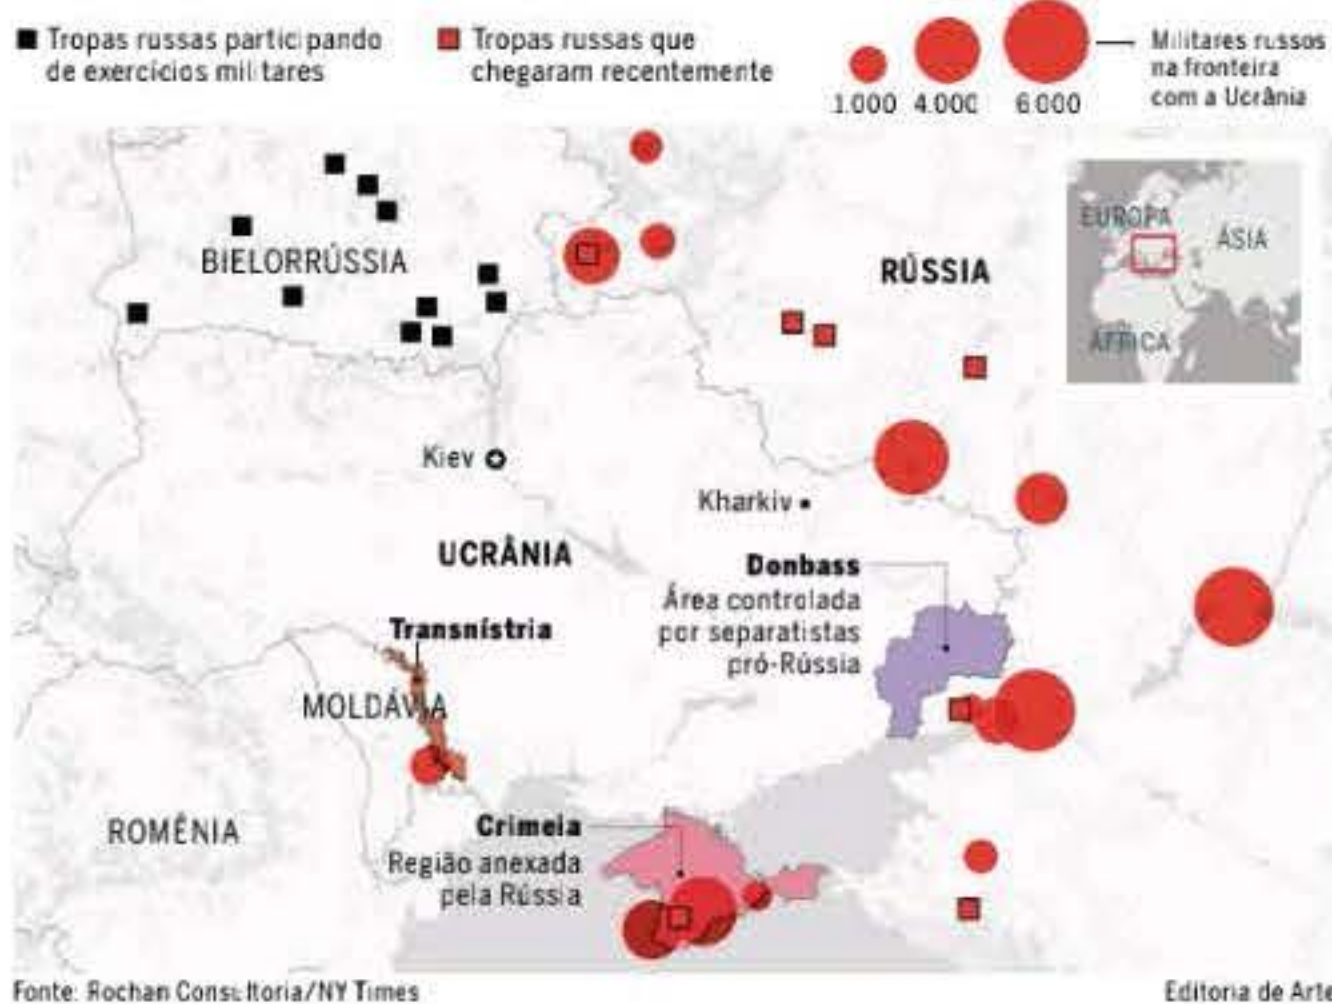 Tropas russas participando
de exercícios militares
Tropas russas que
chegaram recentemente
1.000 4.000 6.000
Militares russos
na fronteira
com a Ucrânia
EUROPA
ÁSIA
ÁFRICA
BIELORRÚSSIA
RÚSSIA
Kiev
Kharkiv
UCRÂNIA
Donbass
Área controlada
por separatistas
pró-Rússia
Transnístria
MOLDÁVIA
ROMÊNIA
Crimeia
Região anexada
pela Rússia
Fonte: Rochan Consultoria/NY Times
Editoria de Arte